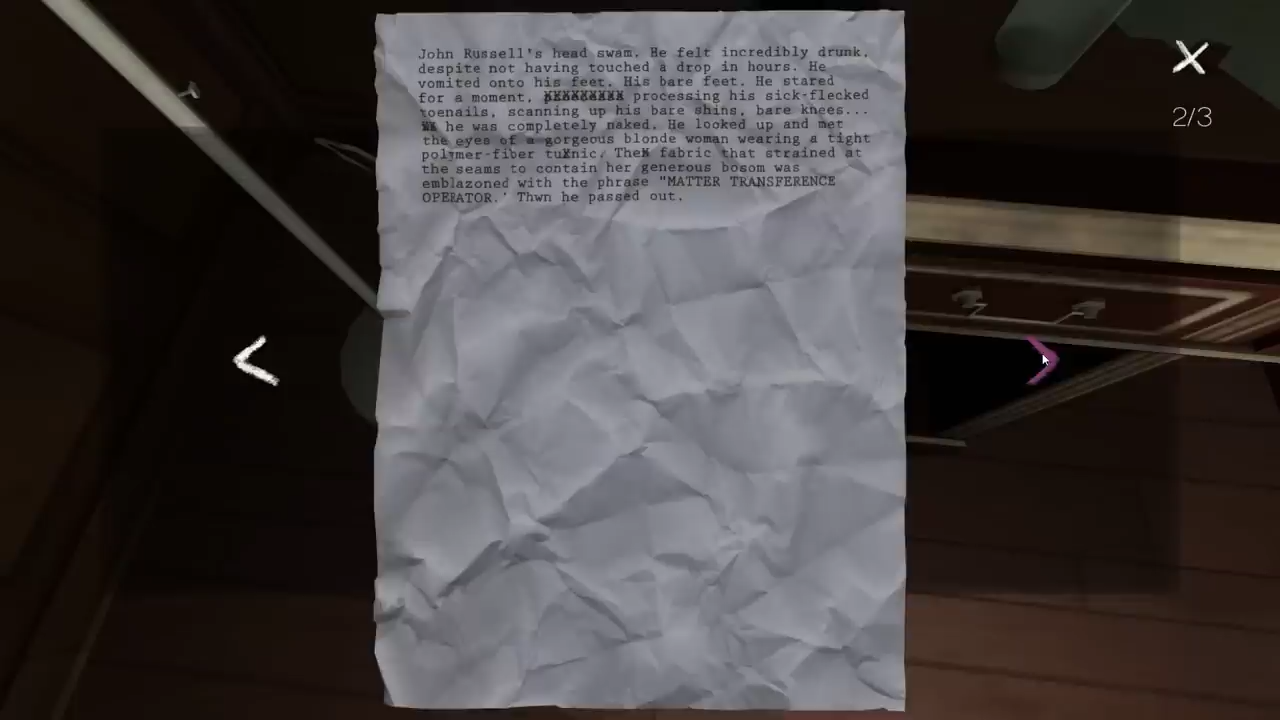 John Russell's head swam. He felt incredibly drunk,
despite not having touched a drop in hours. He
vomited onto his feet. His bare feet. He stared
for a moment, processing his sick-flecked
toenails, scanning up his bare shins, bare knees...
he was completely naked. He looked up and met
the eyes of a gorgeous blonde woman wearing a tight
polymer-fiber tuXnic. TheX fabric that strained at
the seams to contain her generous bosom was
emblazoned with the phrase "MATTER TRANSFERENCE
OPERATOR.' Thwn he passed out.
2/3